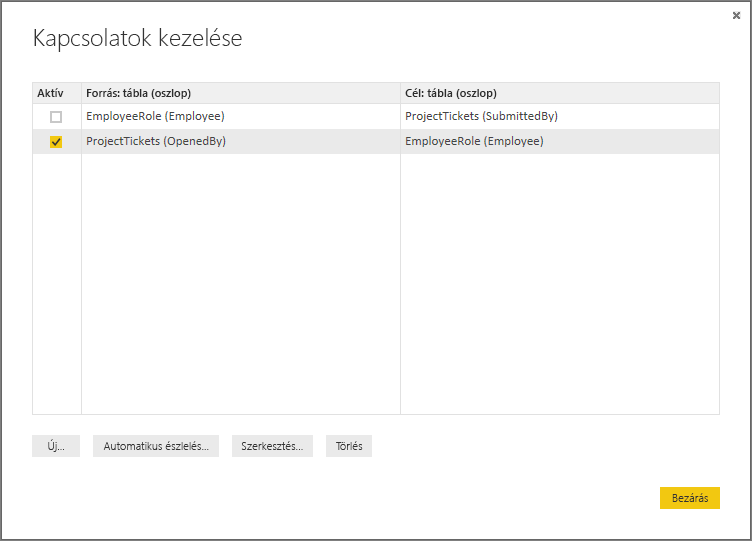 Kapcsolatok kezelése
Aktív Forrás: tábla (oszlop) Cél: tábla (oszlop)
EmployeeRole (Employee) ProjectTickets (SubmittedBy)
ProjectTickets (OpenedBy) EmployeeRole (Employee)
Új... Automatikus észlelés... Szerkesztés... Törlés
Bezárás